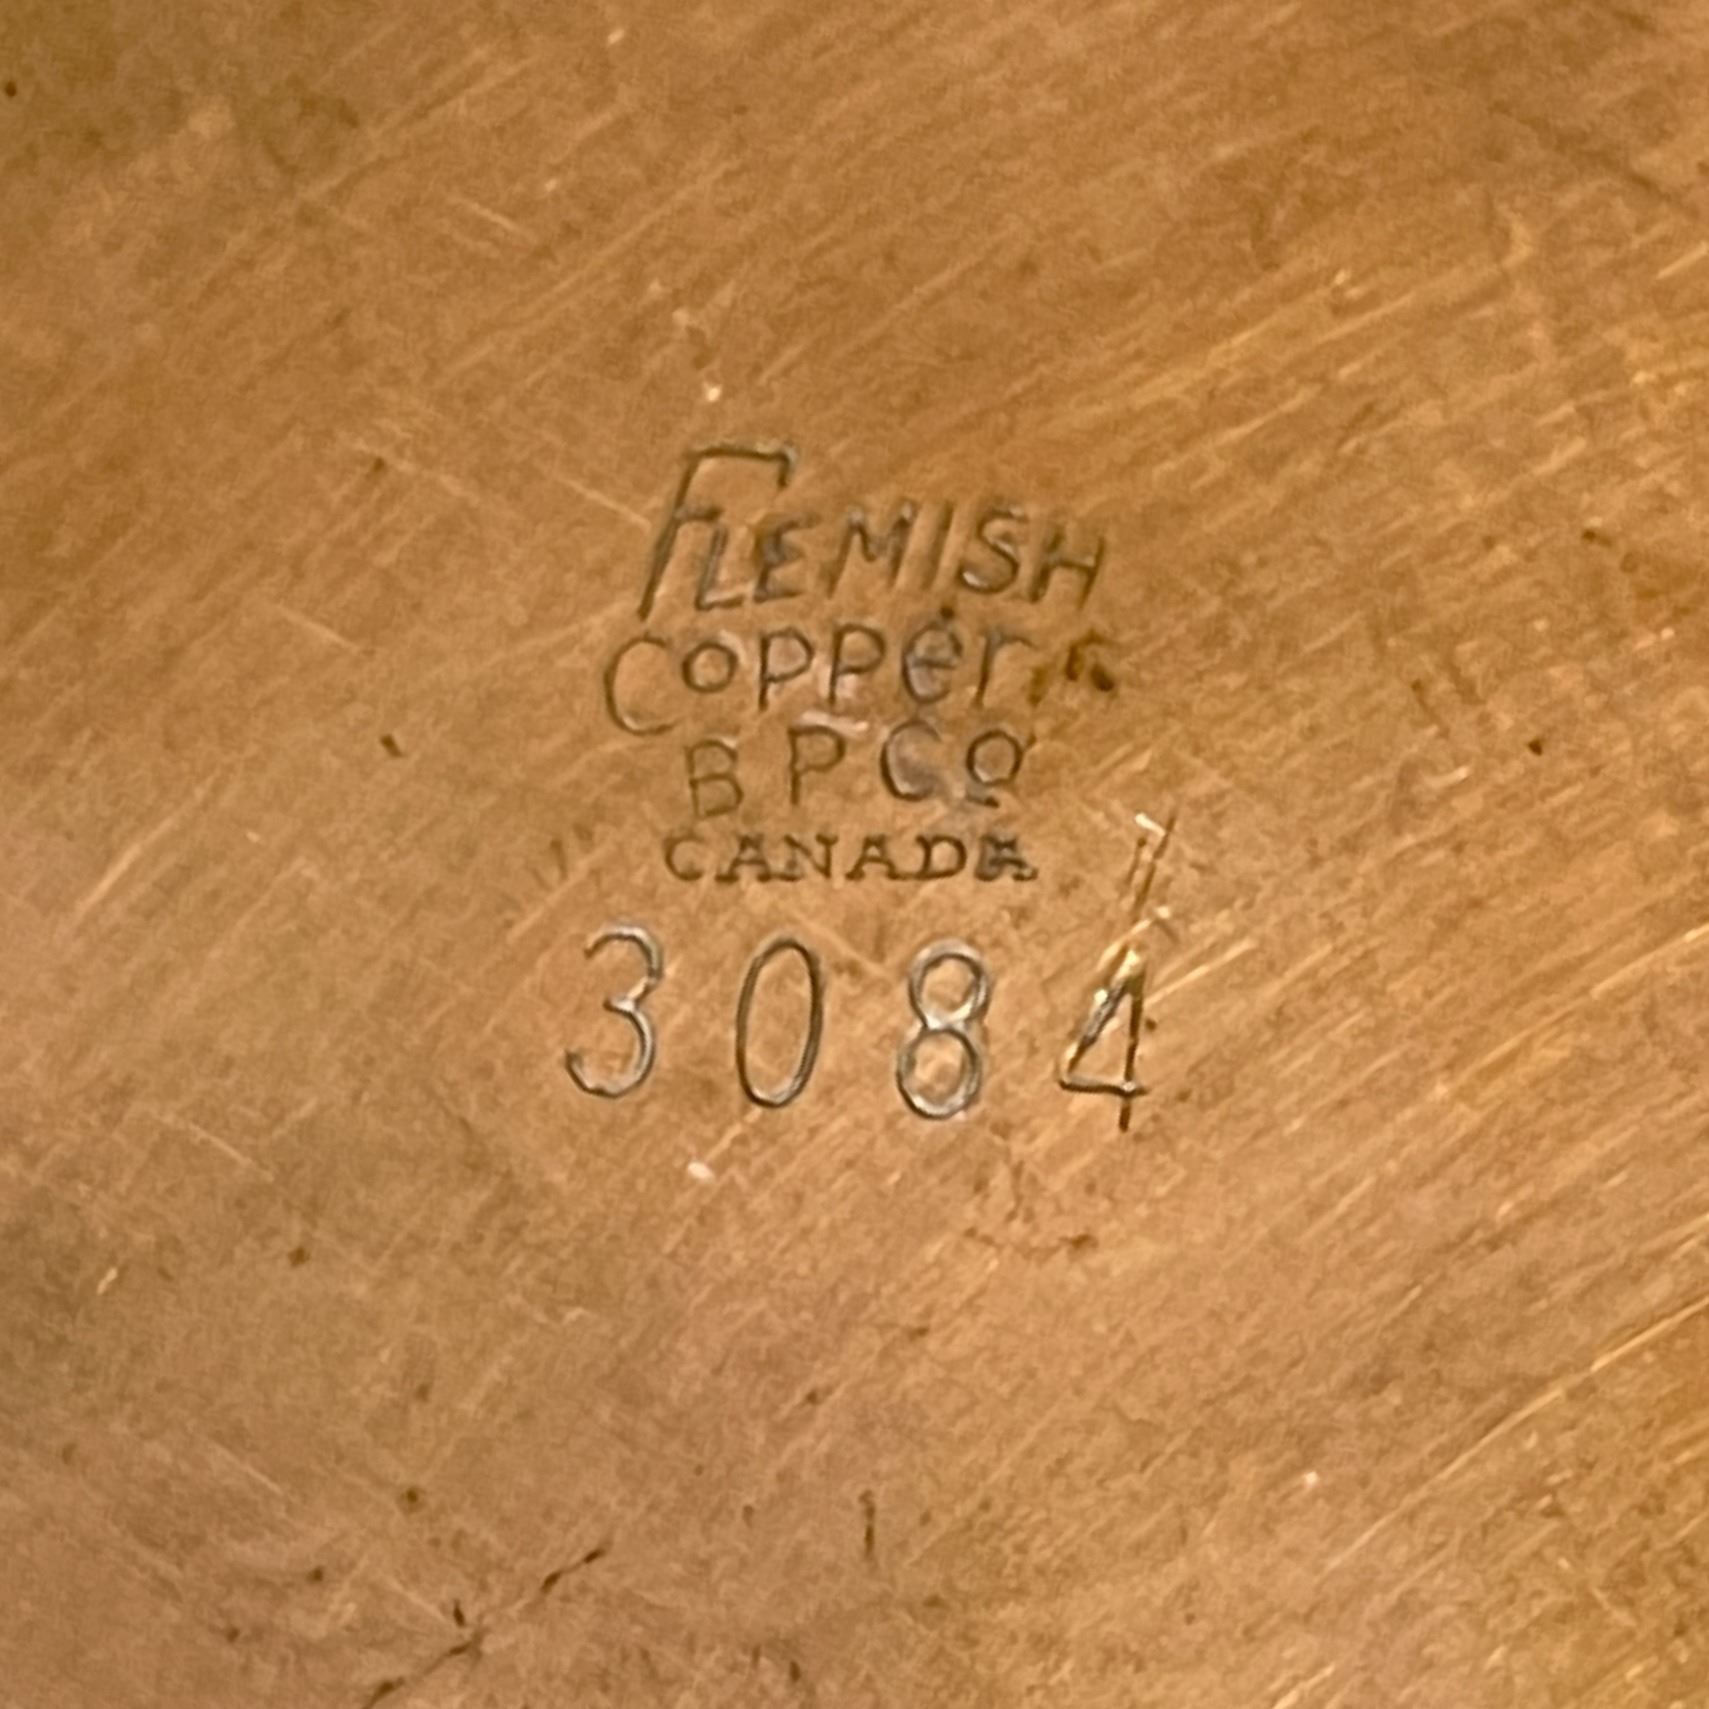 FLEMISH
Copper
B P Co
CANADA
3084